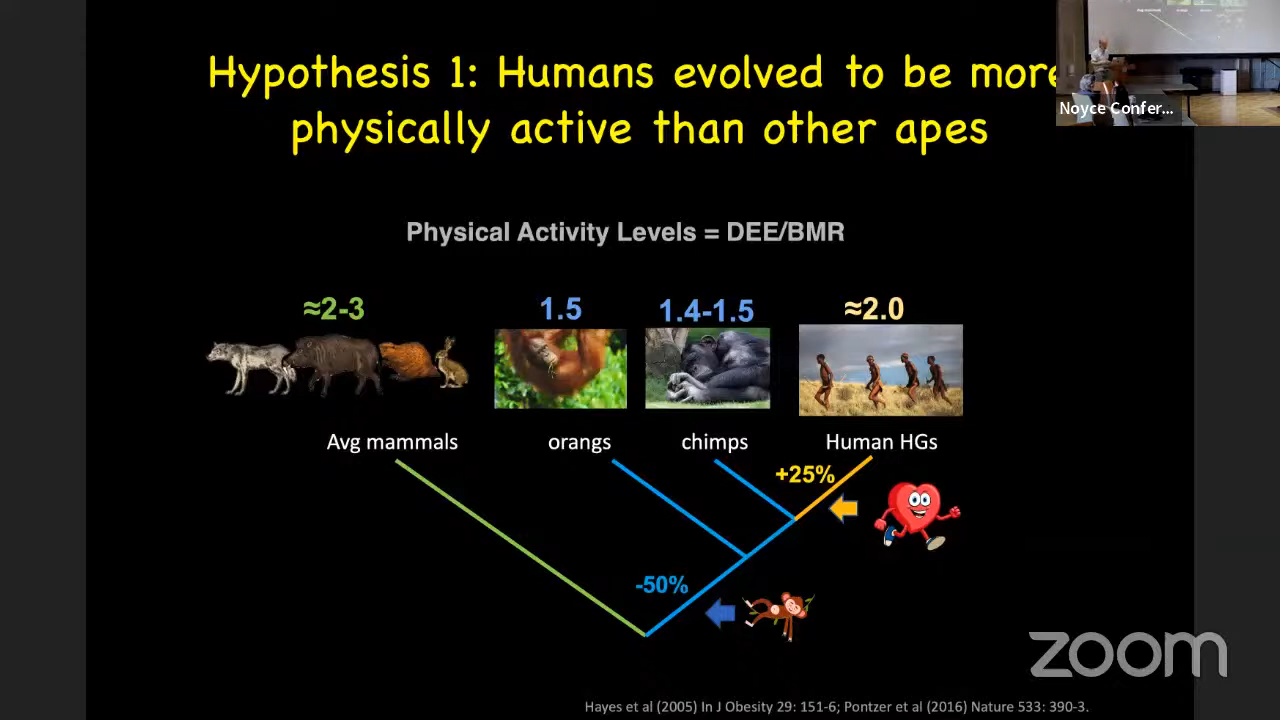 Hypothesis 1: Humans evolved to be more
physically active than other apes
Noyce Confer...
Physical Activity Levels = DEE/BMR
≈2-3
1.5
1.4-1.5
≈2.0
Avg mammals
orangs
chimps
Human HGs
+25%
-50%
zoom
Hayes et al (2005) In J Obesity 29: 151-6; Pontzer et al (2016) Nature 533: 390-3.